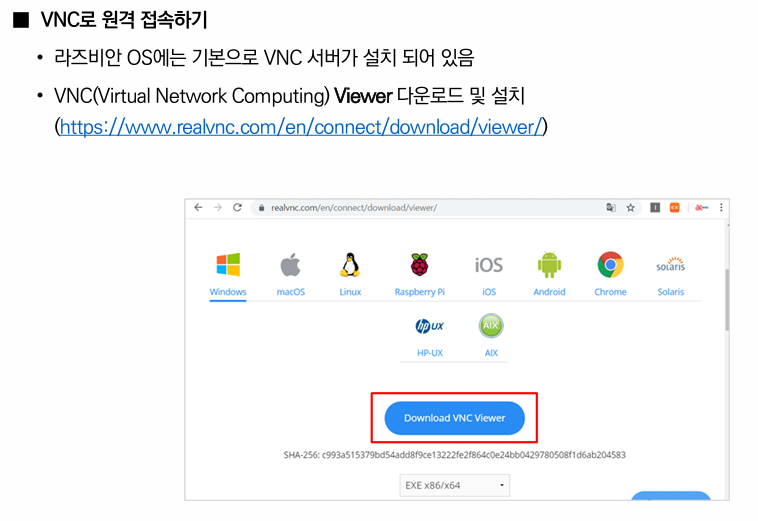 ■ VNC로 원격 접속하기
• 라즈비안 OS에는 기본으로 VNC 서버가 설치 되어 있음
• VNC(Virtual Network Computing) Viewer 다운로드 및 설치
(https://www.realvnc.com/en/connect/download/viewer/)
realvnc.com/en/connect/download/viewer/
iOS
solaris
Windows macOS Linux Raspberry Pi iOS Android Chrome Solaris
hp UX AIX
HP-UX AIX
Download VNC Viewer
SHA-256: c993a515379bd54add8f9ce13222fe2f864c0e24bb0429780508f1d6ab204583
EXE x86/x64